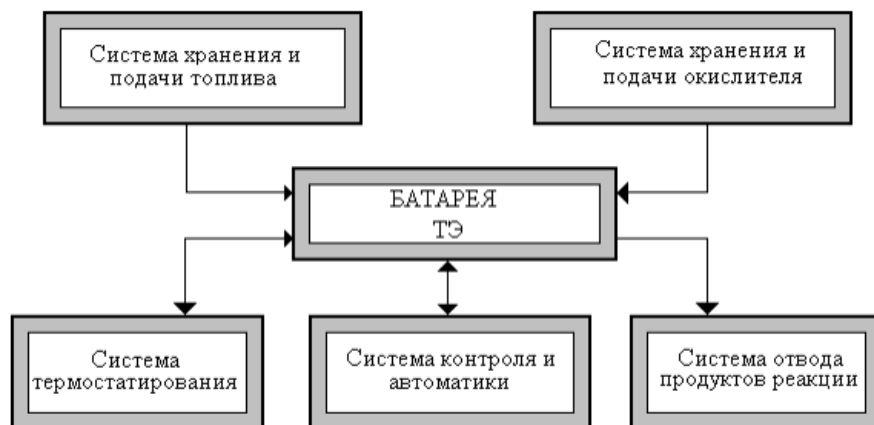 Система хранения и
подачи топлива
Система хранения и
подачи окислителя
БАТАРЕЯ
ТЭ
Система
термостатирования
Система контроля и
автоматики
Система отвода
продуктов реакции